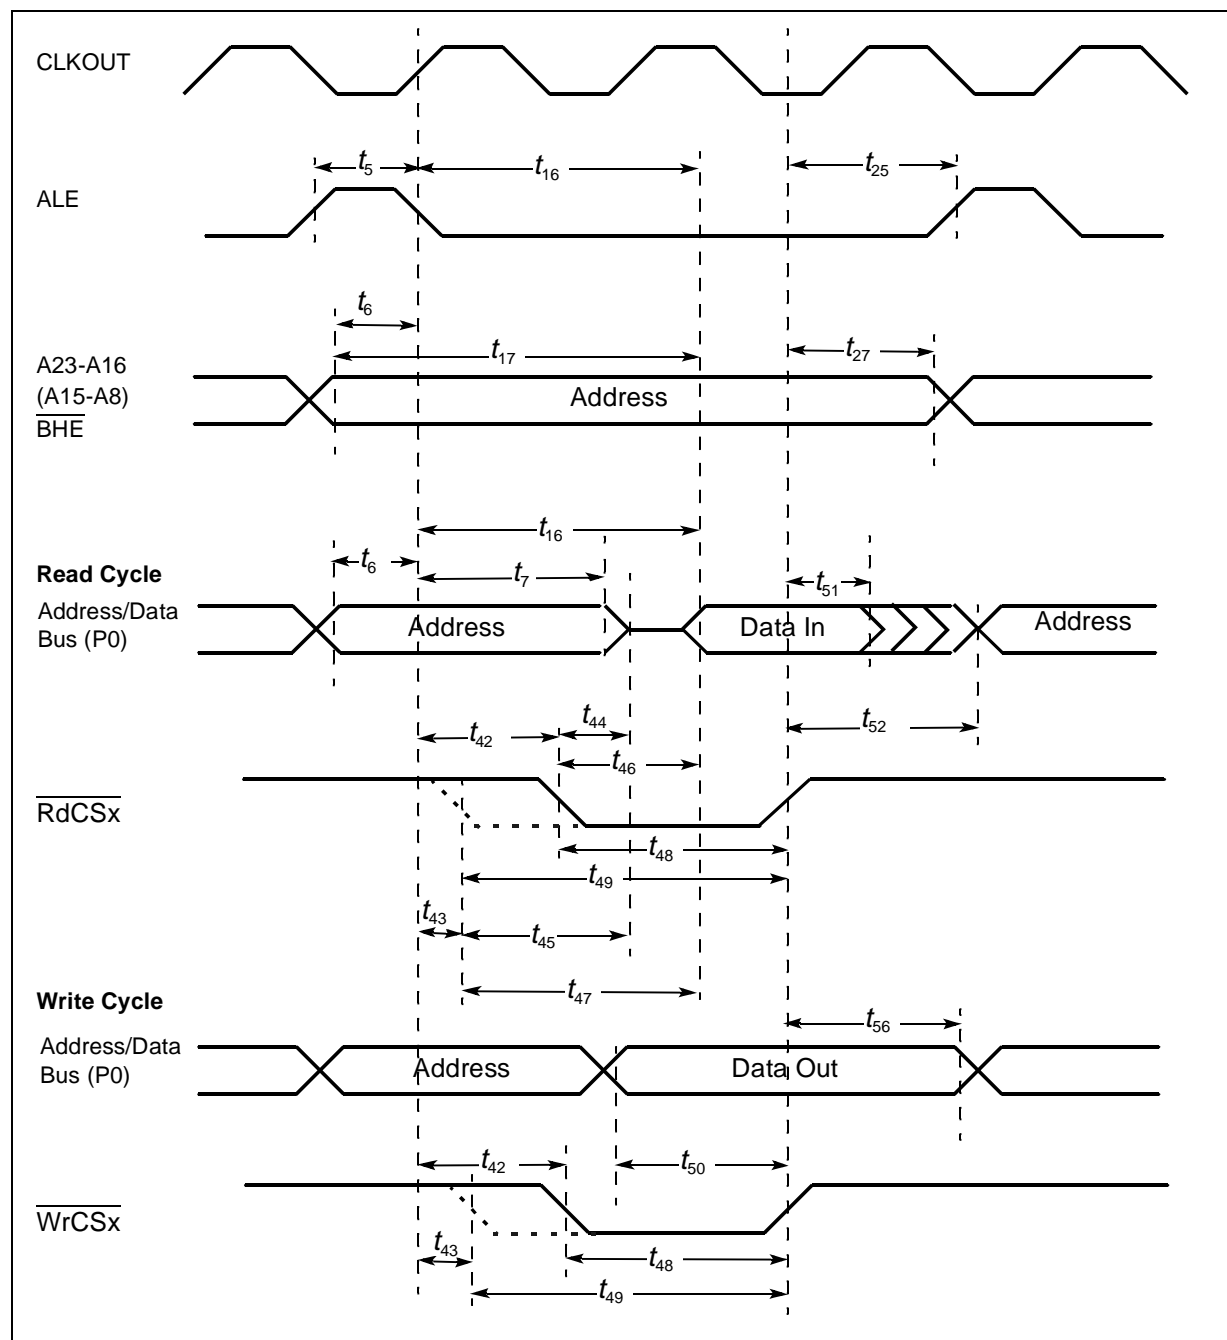 CLKOUT
t5
t16
t25
ALE
t6
t17
t27
A23-A16
(A15-A8)
BHE
Address
t16
t6
t7
t51
Read Cycle
Address/Data
Bus (P0)
Address
Data In
Address
t42
t44
t52
t46
RdCSx
t48
t49
t43
t45
t47
Write Cycle
t56
Address/Data
Bus (P0)
Address
Data Out
t42
t50
WrCSx
t43
t48
t49